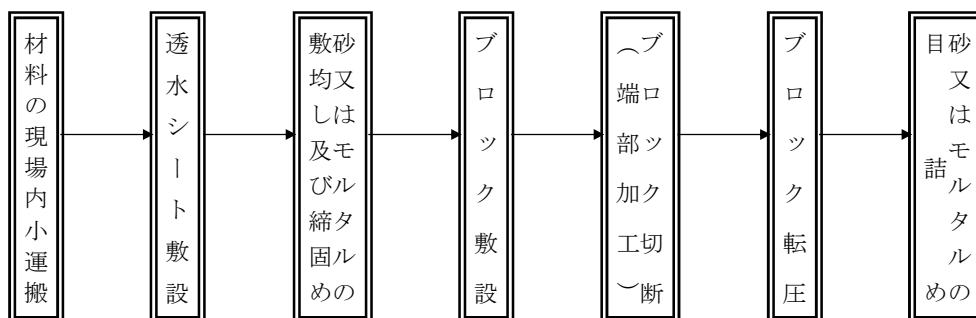 材料の現場内小運搬
透水シート敷設
砂又はモルタルの
敷均し及び締固め
ブロック敷設
ブロック切断
(端部加工)
ブロック転圧
砂又はモルタルの
目詰め